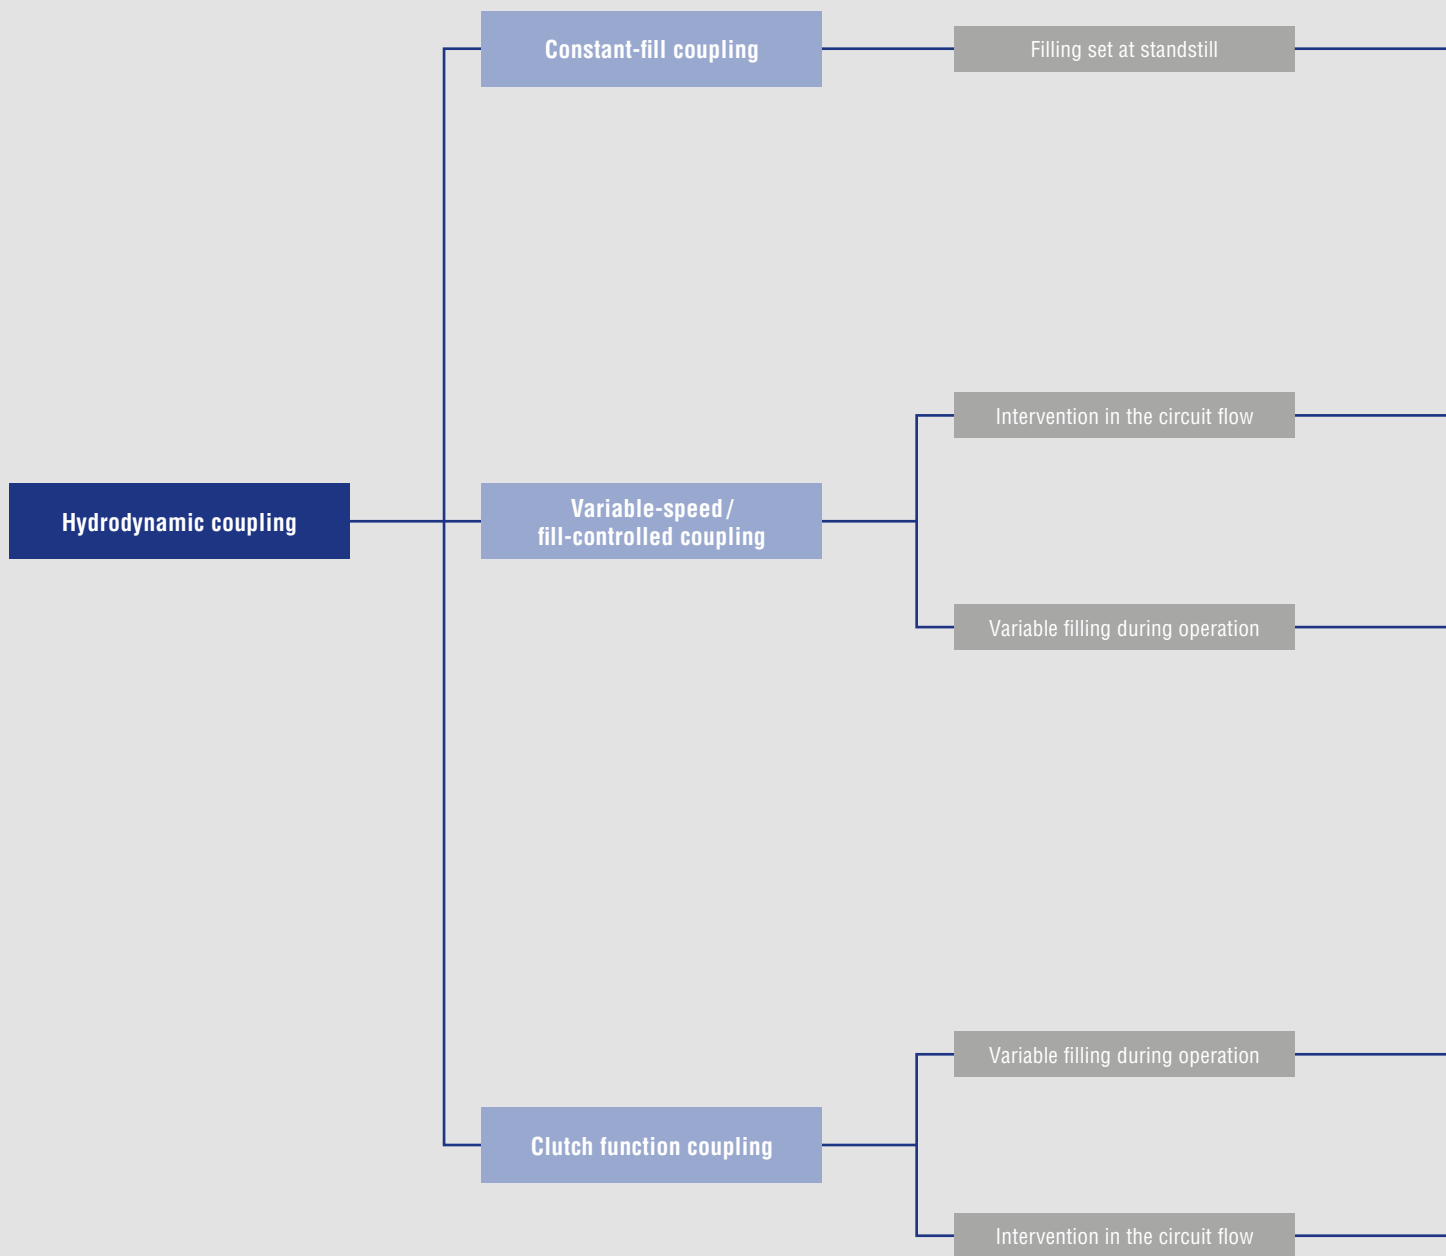 Constant-fill coupling
Filling set at standstill
Intervention in the circuit flow
Hydrodynamic coupling
Variable-speed/
fill-controlled coupling
Variable filling during operation
Variable filling during operation
Clutch function coupling
Intervention in the circuit flow